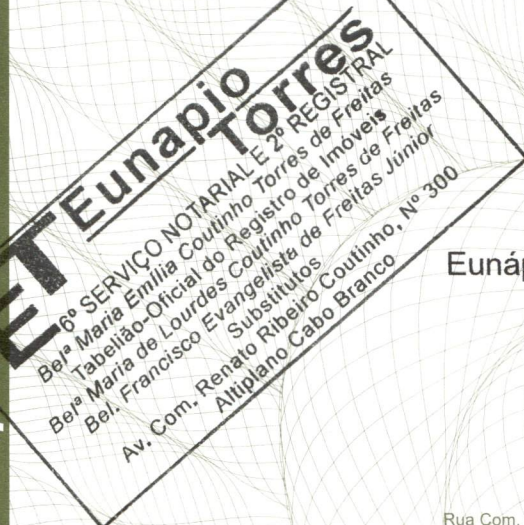 ET Eunapio
Torres
6º SERVIÇO NOTARIAL E 2º REGISTRAL
Belª Maria Emília Coutinho Torres de Freitas
Tabelião-Oficial do Registro de Imóveis
Belª Maria de Lourdes Coutinho Torres de Freitas
Bel. Francisco Evangelista de Freitas Júnior
Substitutos
Av. Com. Renato Ribeiro Coutinho, Nº 300
Altiplano Cabo Branco
Rua Com.